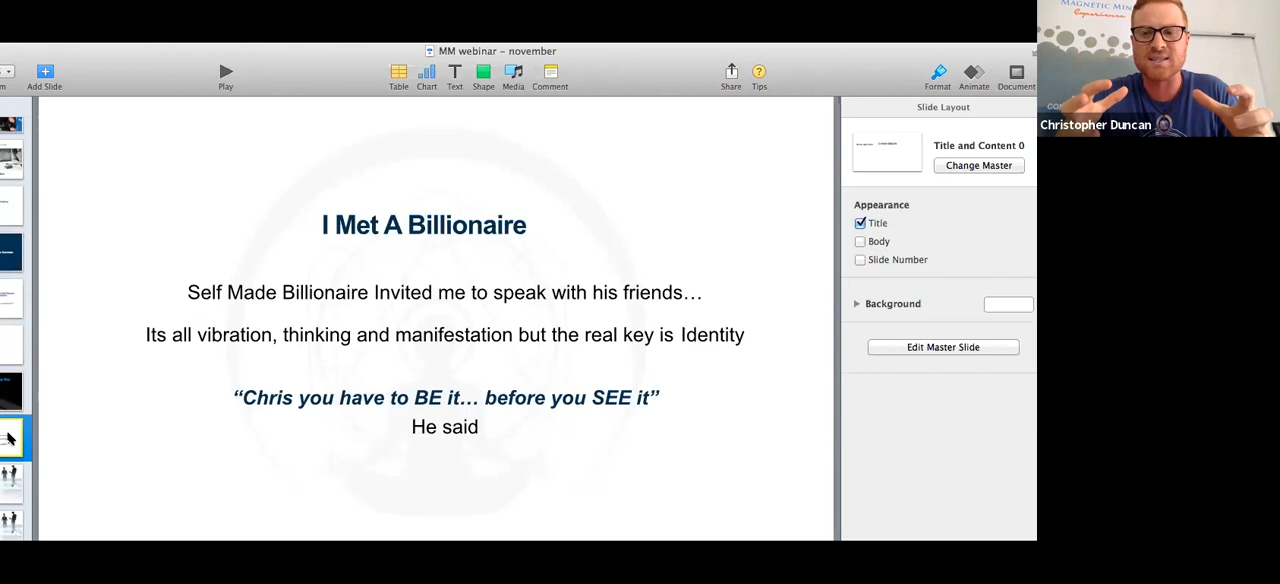 MM webinar – november
Add Slide
Play
Table
Chart
Text
Shape
Media
Comment
Share
Tips
Format
Animate
Document
Slide Layout
Title and Content 0
Change Master
Appearance
Title
Body
Slide Number
Background
Edit Master Slide
I Met A Billionaire
Self Made Billionaire Invited me to speak with his friends…
Its all vibration, thinking and manifestation but the real key is Identity
“Chris you have to BE it… before you SEE it”
He said
MAGNETIC MIN
Experience
Christopher Duncan